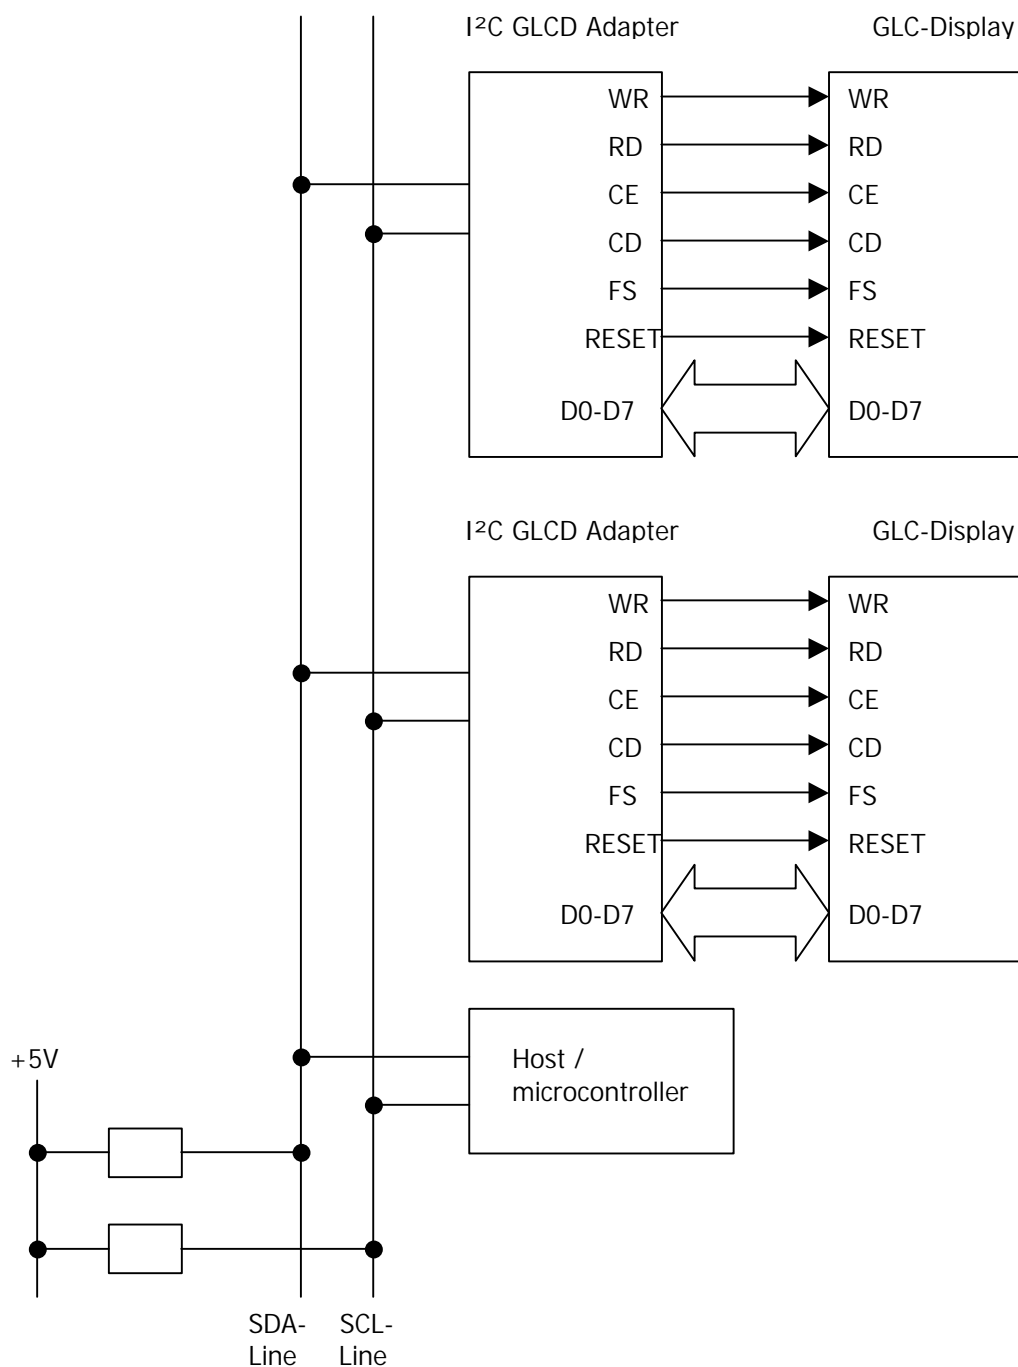 I²C GLCD Adapter
GLC-Display
WR
WR
RD
RD
CE
CE
CD
CD
FS
FS
RESET
RESET
D0-D7
D0-D7
I²C GLCD Adapter
GLC-Display
WR
WR
RD
RD
CE
CE
CD
CD
FS
FS
RESET
RESET
D0-D7
D0-D7
+5V
Host /
microcontroller
SDA-
Line
SCL-
Line